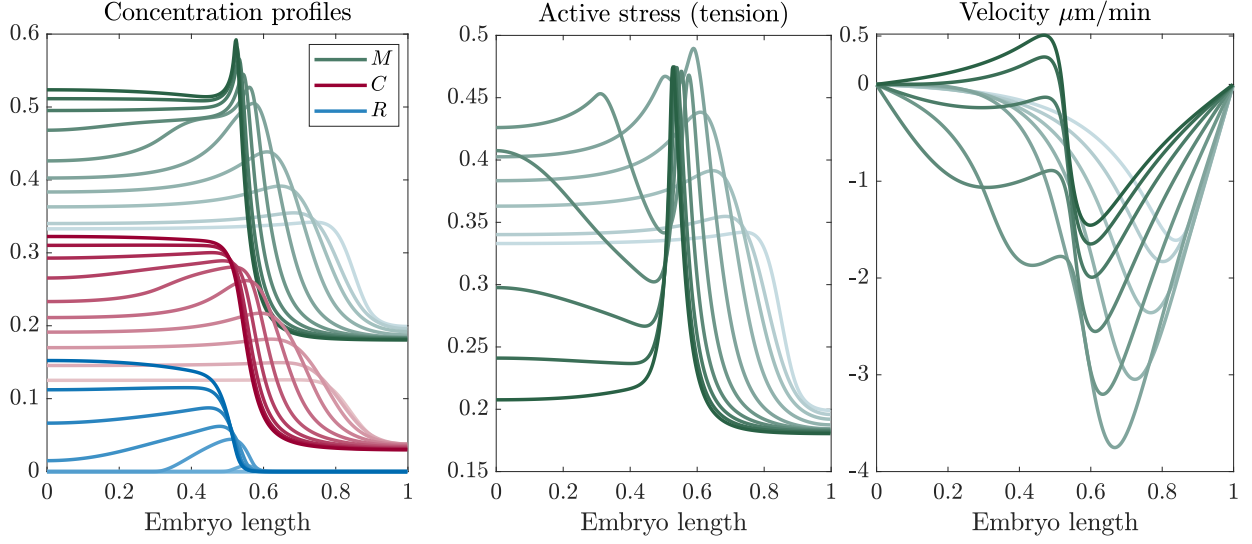 Concentration profiles
0.6
0.5
0.4
0.3
0.2
0.1
0
M
C
R
0 0.2 0.4 0.6 0.8 1
Embryo length
Active stress (tension)
0.5
0.45
0.4
0.35
0.3
0.25
0.2
0.15
0 0.2 0.4 0.6 0.8 1
Embryo length
Velocity μm/min
0.5
0
-1
-2
-3
-4
0 0.2 0.4 0.6 0.8 1
Embryo length